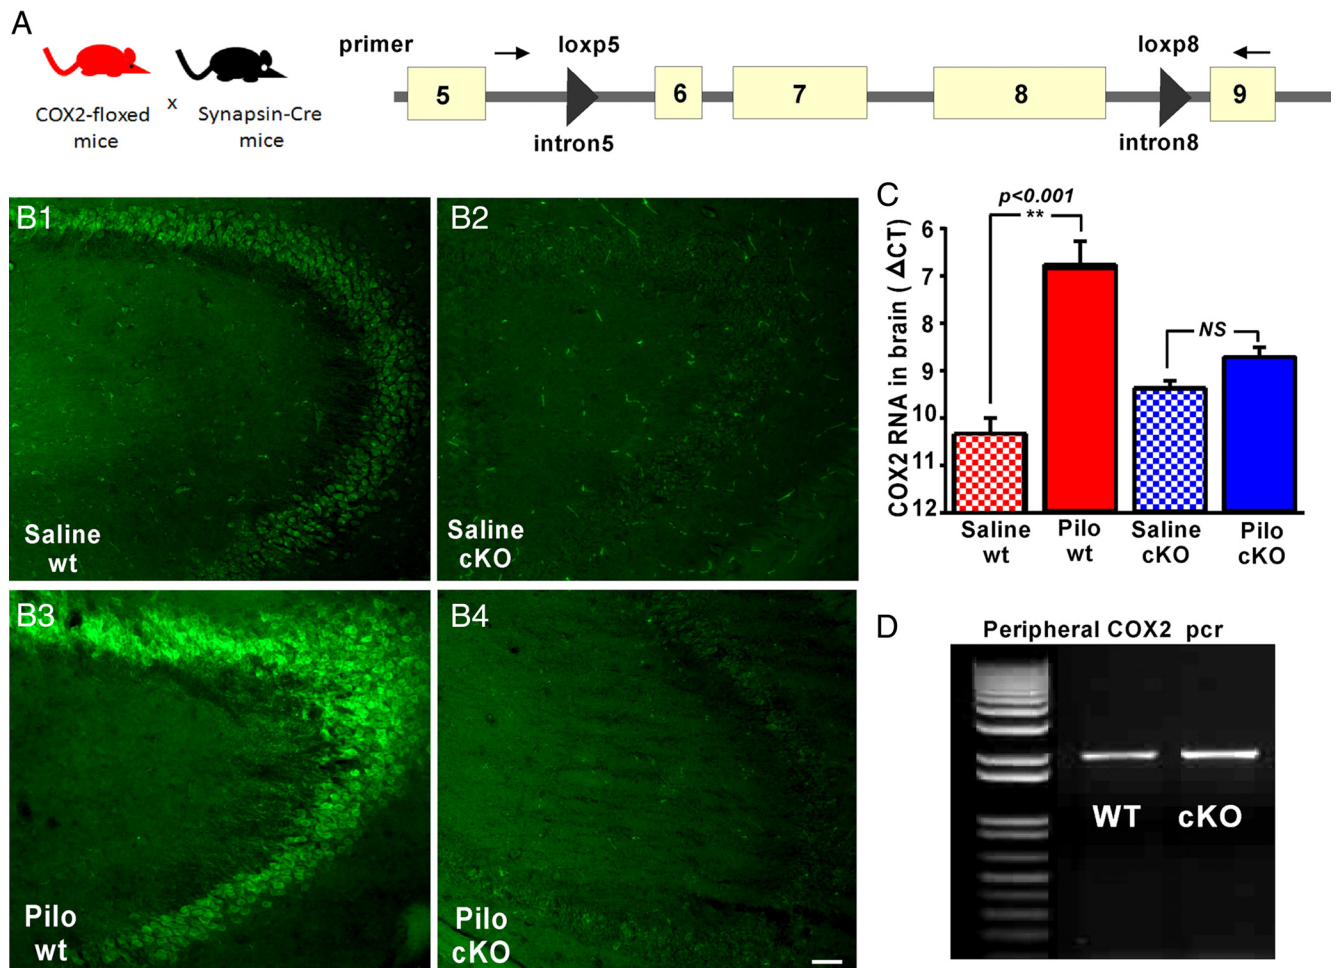 A
primer
loxp5
loxp8
5
6
7
8
9
COX2-floxed
mice
x
Synapsin-Cre
mice
intron5
intron8
B1
Saline
wt
B2
Saline
cKO
B3
Pilo
wt
B4
Pilo
cKO
C
COX2 RNA in brain ( ΔCT)
p<0.001
**
NS
6
7
8
9
10
11
12
Saline
wt
Pilo
wt
Saline
cKO
Pilo
cKO
D
Peripheral COX2 pcr
WT
cKO